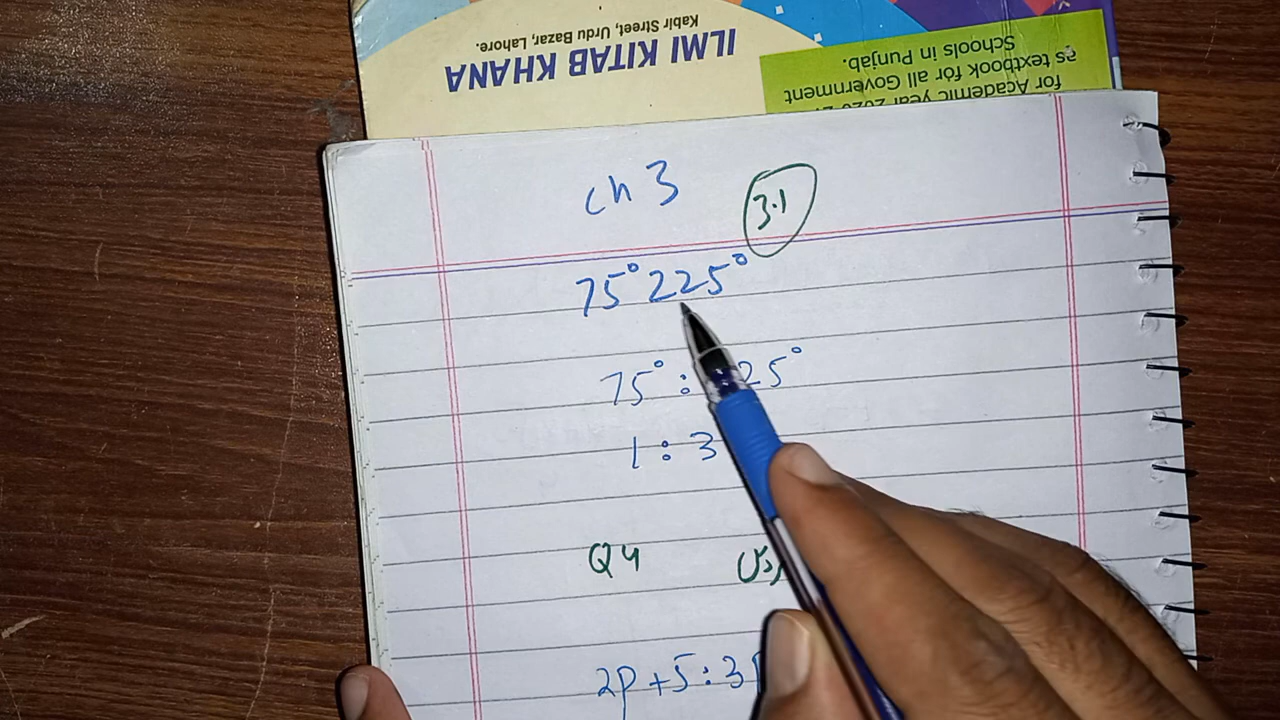 ILMI KITAB KHANA
Kabir Street, Urdu Bazar, Lahore.
for Academic year
as textbook for all Government
Schools in Punjab.
ch 3
3.1
75° 225°
75° : 25°
1 : 3
Q4
2p + 5 : 3